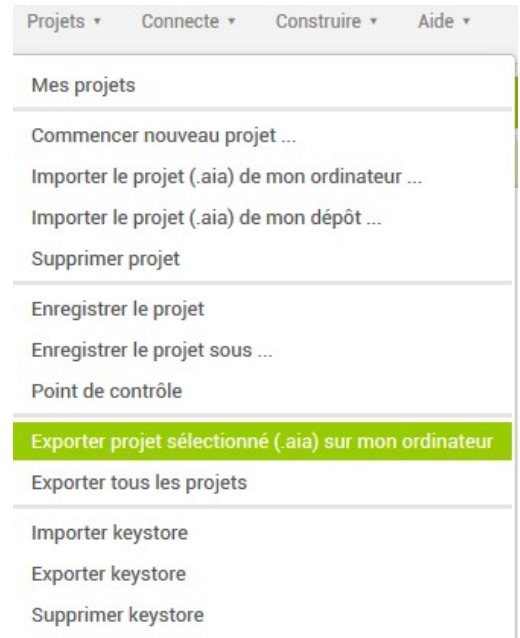 Projets ▾ Connecte ▾ Construire ▾ Aide ▾
Mes projets
Commencer nouveau projet ...
Importer le projet (.aia) de mon ordinateur ...
Importer le projet (.aia) de mon dépôt ...
Supprimer projet
Enregistrer le projet
Enregistrer le projet sous ...
Point de contrôle
Exporter projet sélectionné (.aia) sur mon ordinateur
Exporter tous les projets
Importer keystore
Exporter keystore
Supprimer keystore